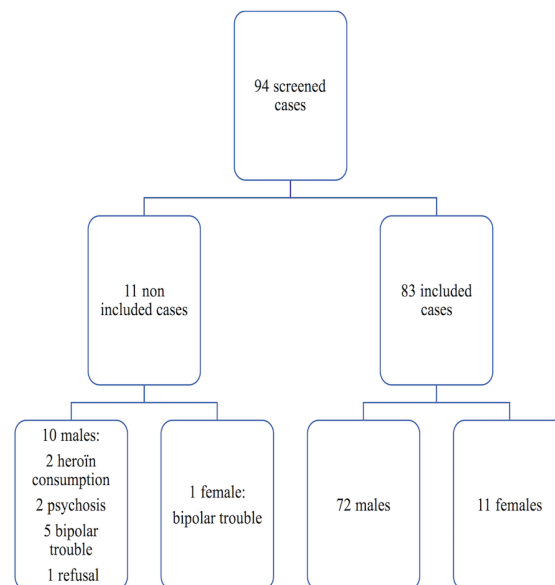 94 screened
cases
11 non
included cases
83 included
cases
10 males:
2 heroïn
consumption
2 psychosis
5 bipolar
trouble
1 refusal
1 female:
bipolar trouble
72 males
11 females